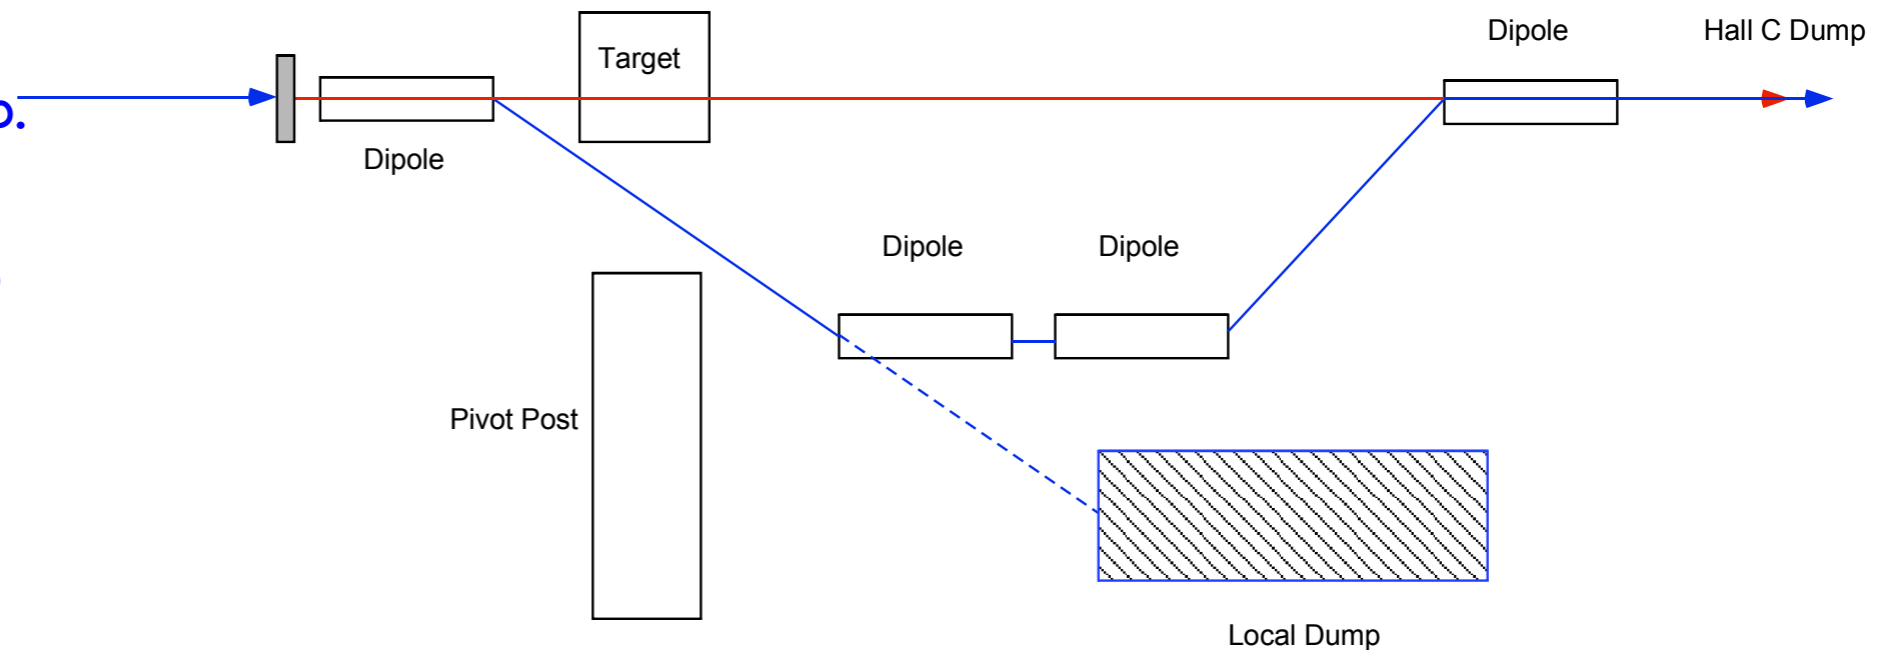 Dipole
Hall C Dump
Target
Dipole
Dipole
Dipole
Pivot Post
Local Dump